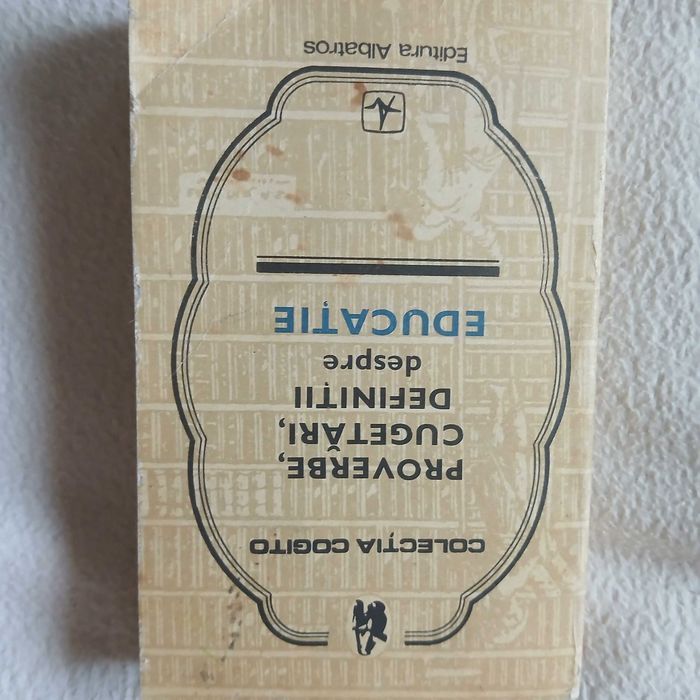 COLECȚIA COGITO
PROVERBE,
CUGETĂRI,
DEFINIȚII
despre
EDUCAȚIE
Editura Albatros